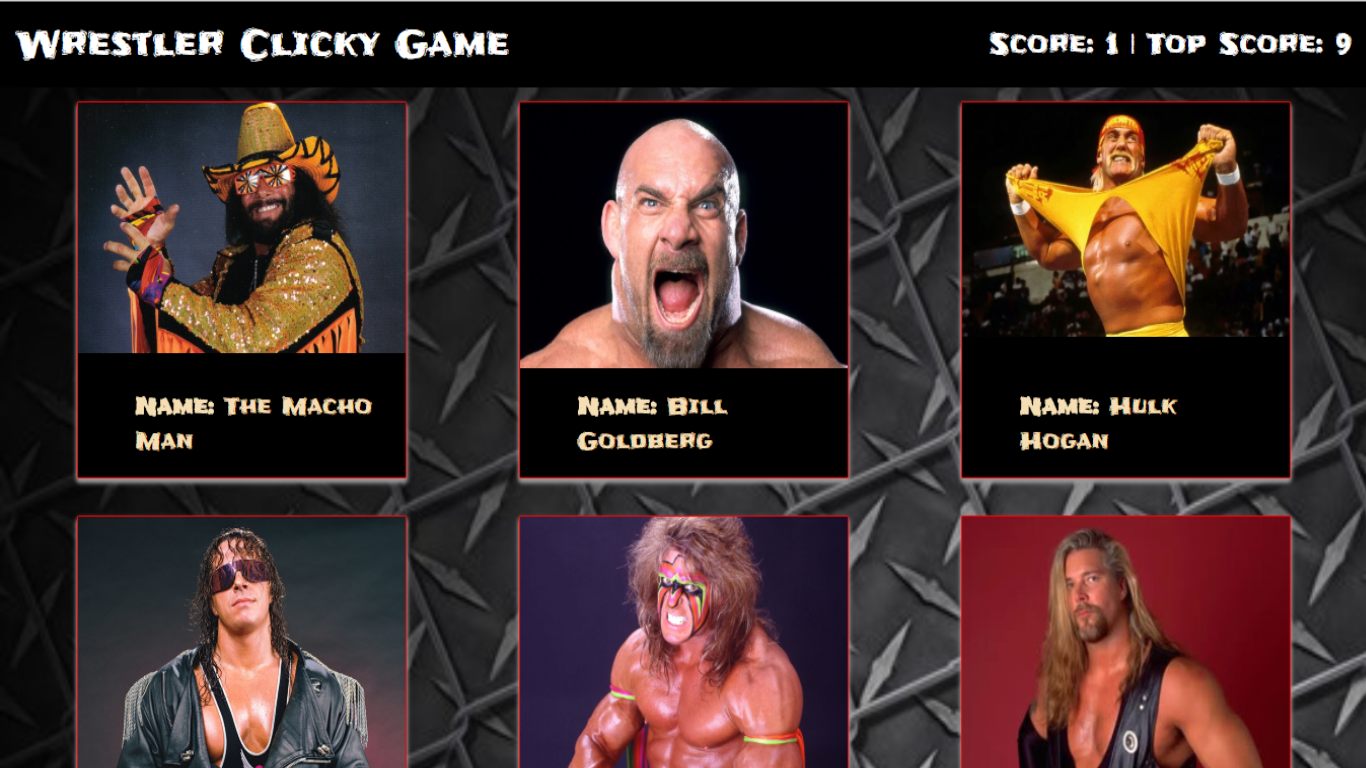 Wrestler Clicky Game
Score: 1 | Top Score: 9
Name: The Macho
Man
Name: Bill
Goldberg
Name: Hulk
Hogan